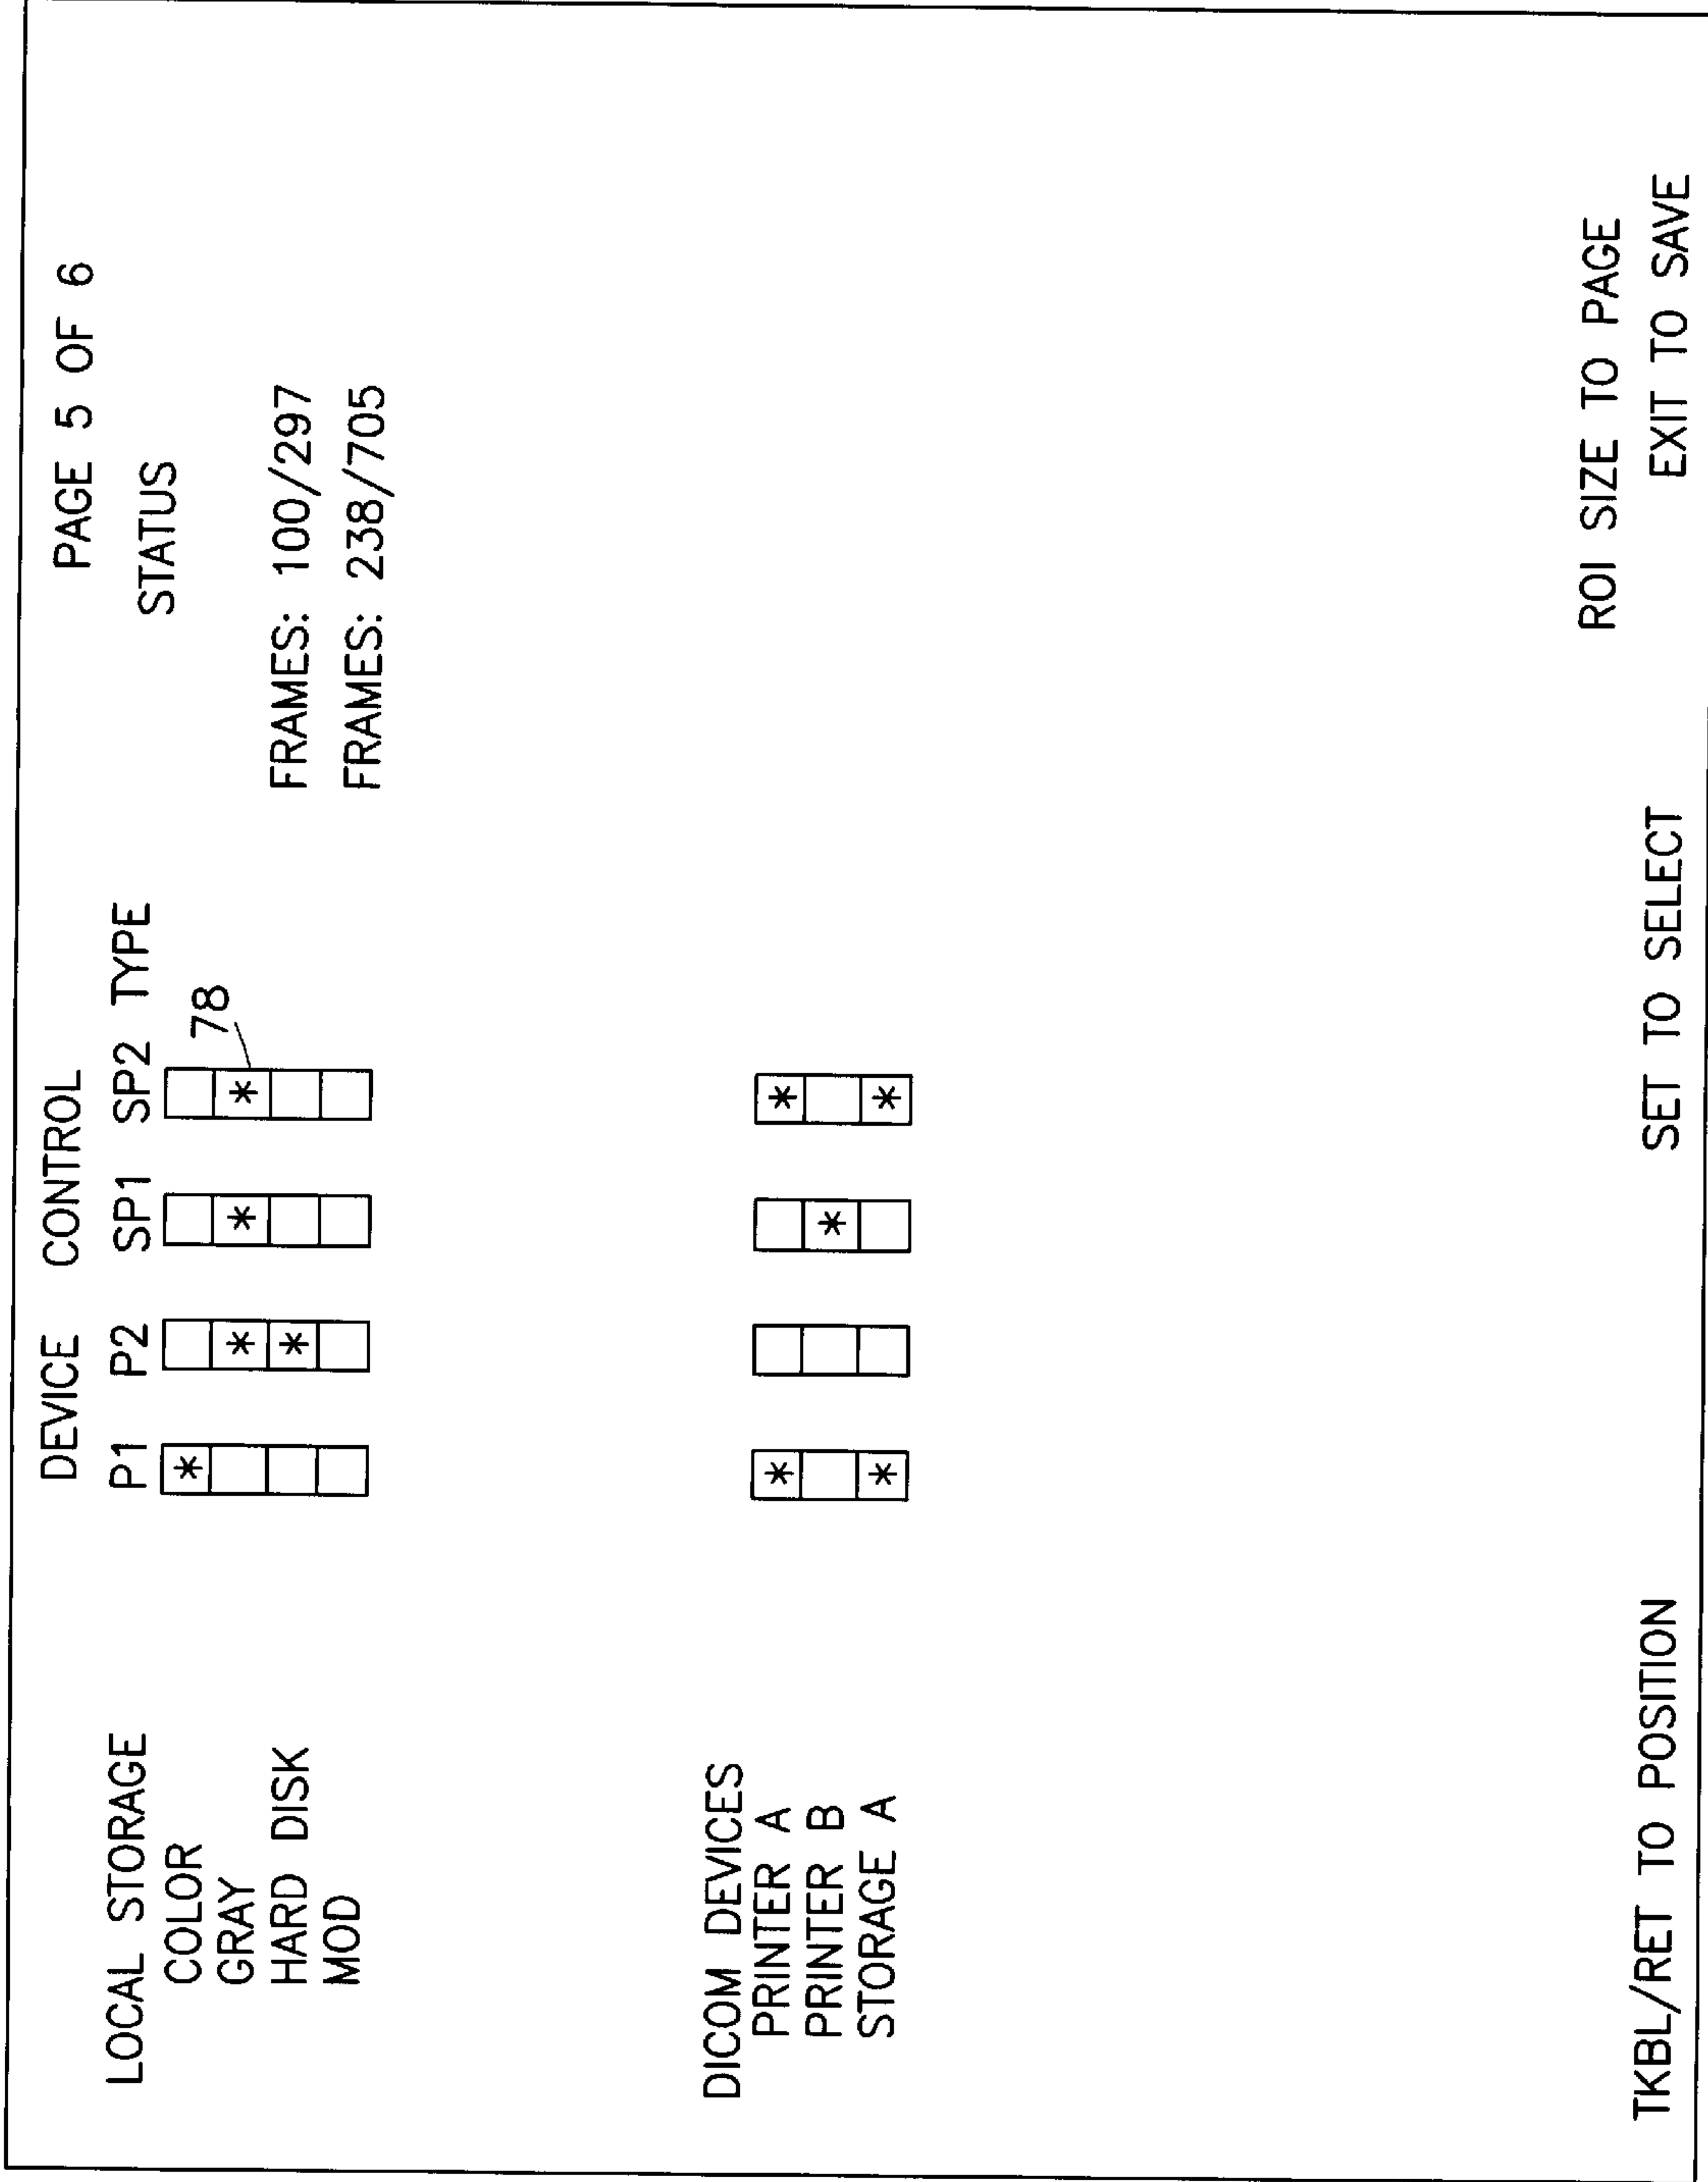 DEVICE CONTROL PAGE 5 OF 6
LOCAL STORAGE P1 P2 SP1 SP2 TYPE STATUS
COLOR *
GRAY * * * 78
HARD DISK * FRAMES: 100/297
MOD FRAMES: 238/705
DICOM DEVICES
PRINTER A * *
PRINTER B *
STORAGE A * *
ROI SIZE TO PAGE
TKBL/RET TO POSITION SET TO SELECT EXIT TO SAVE